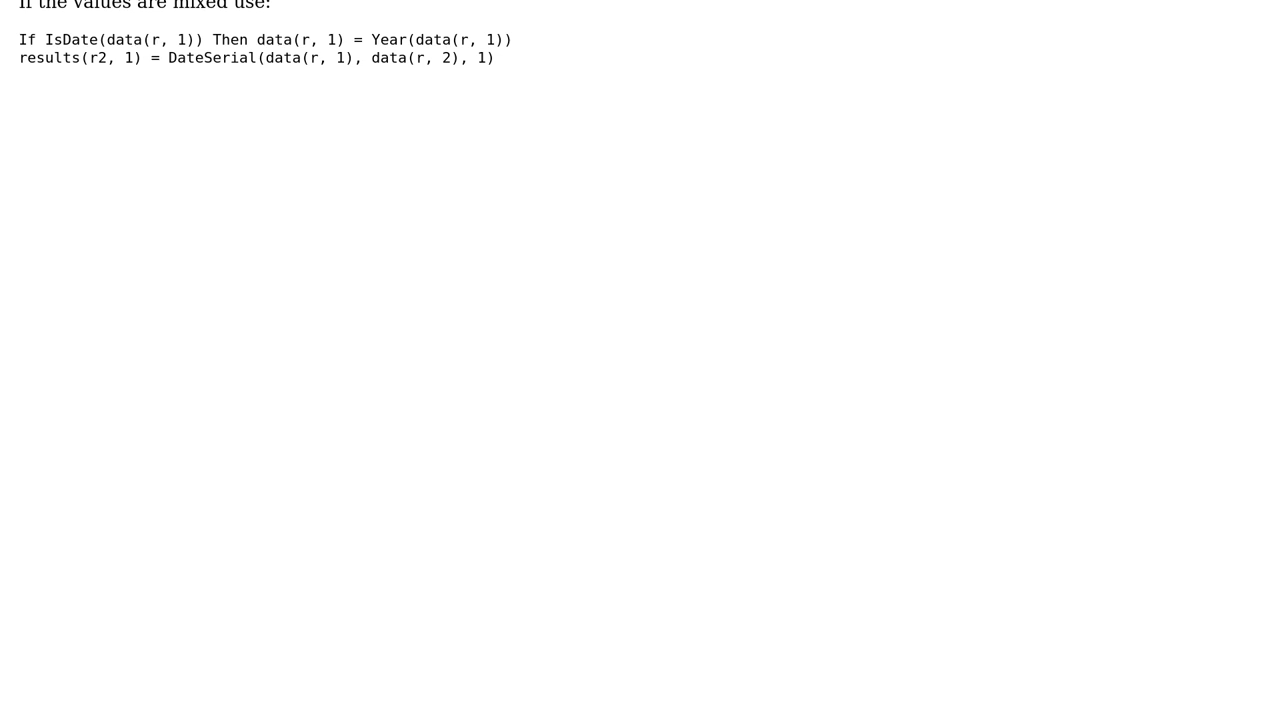 If the values are mixed use:
If IsDate(data(r, 1)) Then data(r, 1) = Year(data(r, 1))
results(r2, 1) = DateSerial(data(r, 1), data(r, 2), 1)